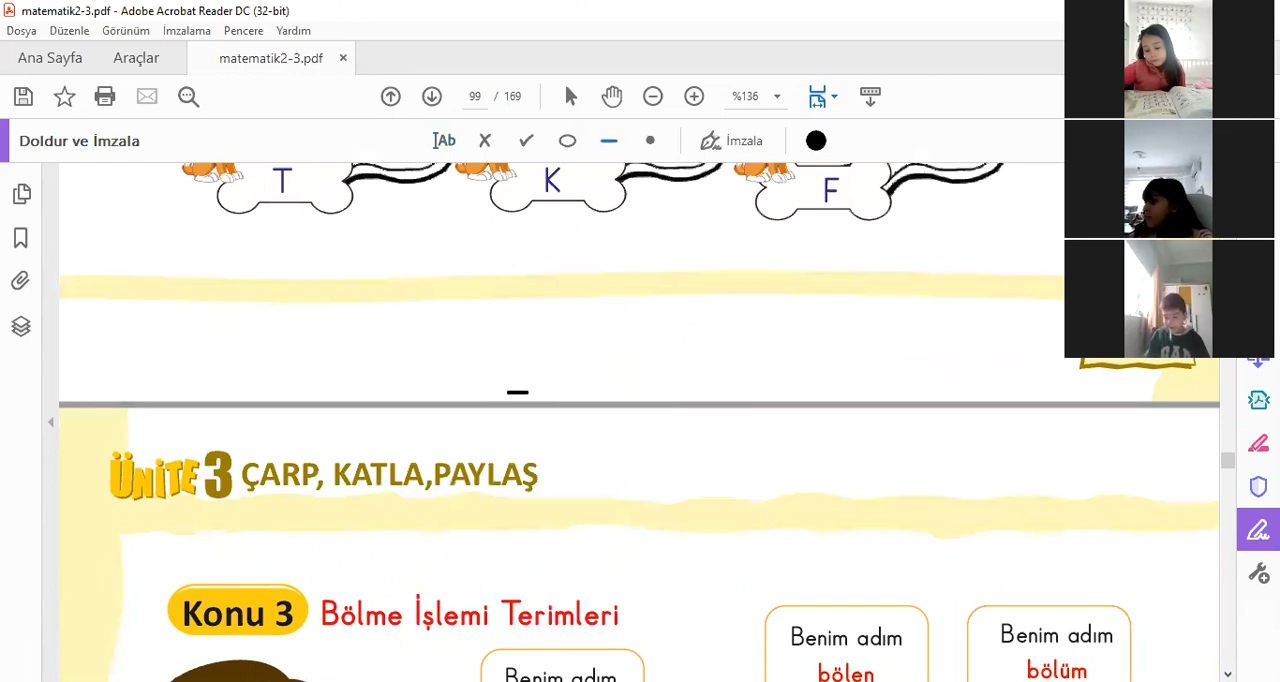 matematik2-3.pdf - Adobe Acrobat Reader DC (32-bit)
Dosya Düzenle Görünüm İmzalama Pencere Yardım
Ana Sayfa Araçlar matematik2-3.pdf ×
99 / 169 %136
Doldur ve İmzala Ab İmzala
T K F
ÜNİTE 3 ÇARP, KATLA,PAYLAŞ
Konu 3 Bölme İşlemi Terimleri
Benim adım
Benim adım
bölen
Benim adım
bölüm